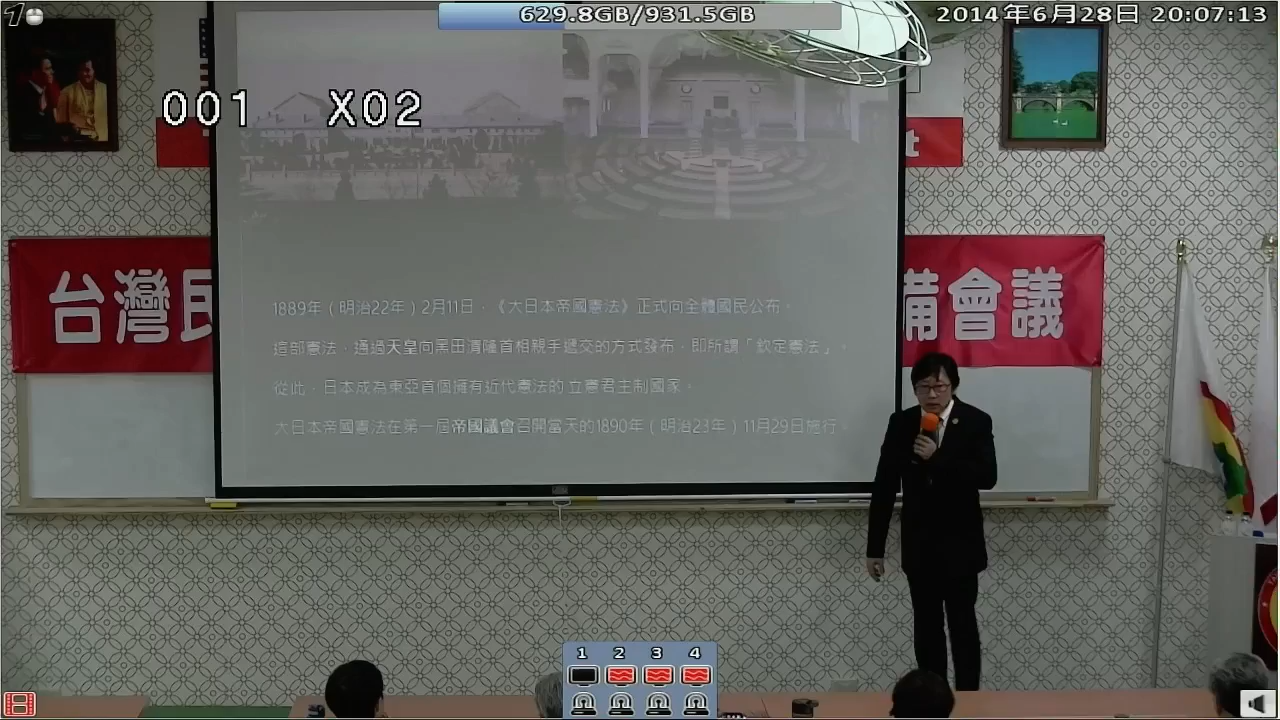 629.8GB/931.5GB
2014年6月28日 20:07:13
001 X02
t
台灣民
備會議
1889年（明治22年）2月11日，《大日本帝國憲法》正式向全體國民公布。
這部憲法，通過天皇向黑田清隆首相親手遞交的方式發布，即所謂「欽定憲法」。
從此，日本成為東亞首個擁有近代憲法的立憲君主制國家。
大日本帝國憲法在第一屆帝國議會召開當天的1890年（明治23年）11月29日施行。
1 2 3 4